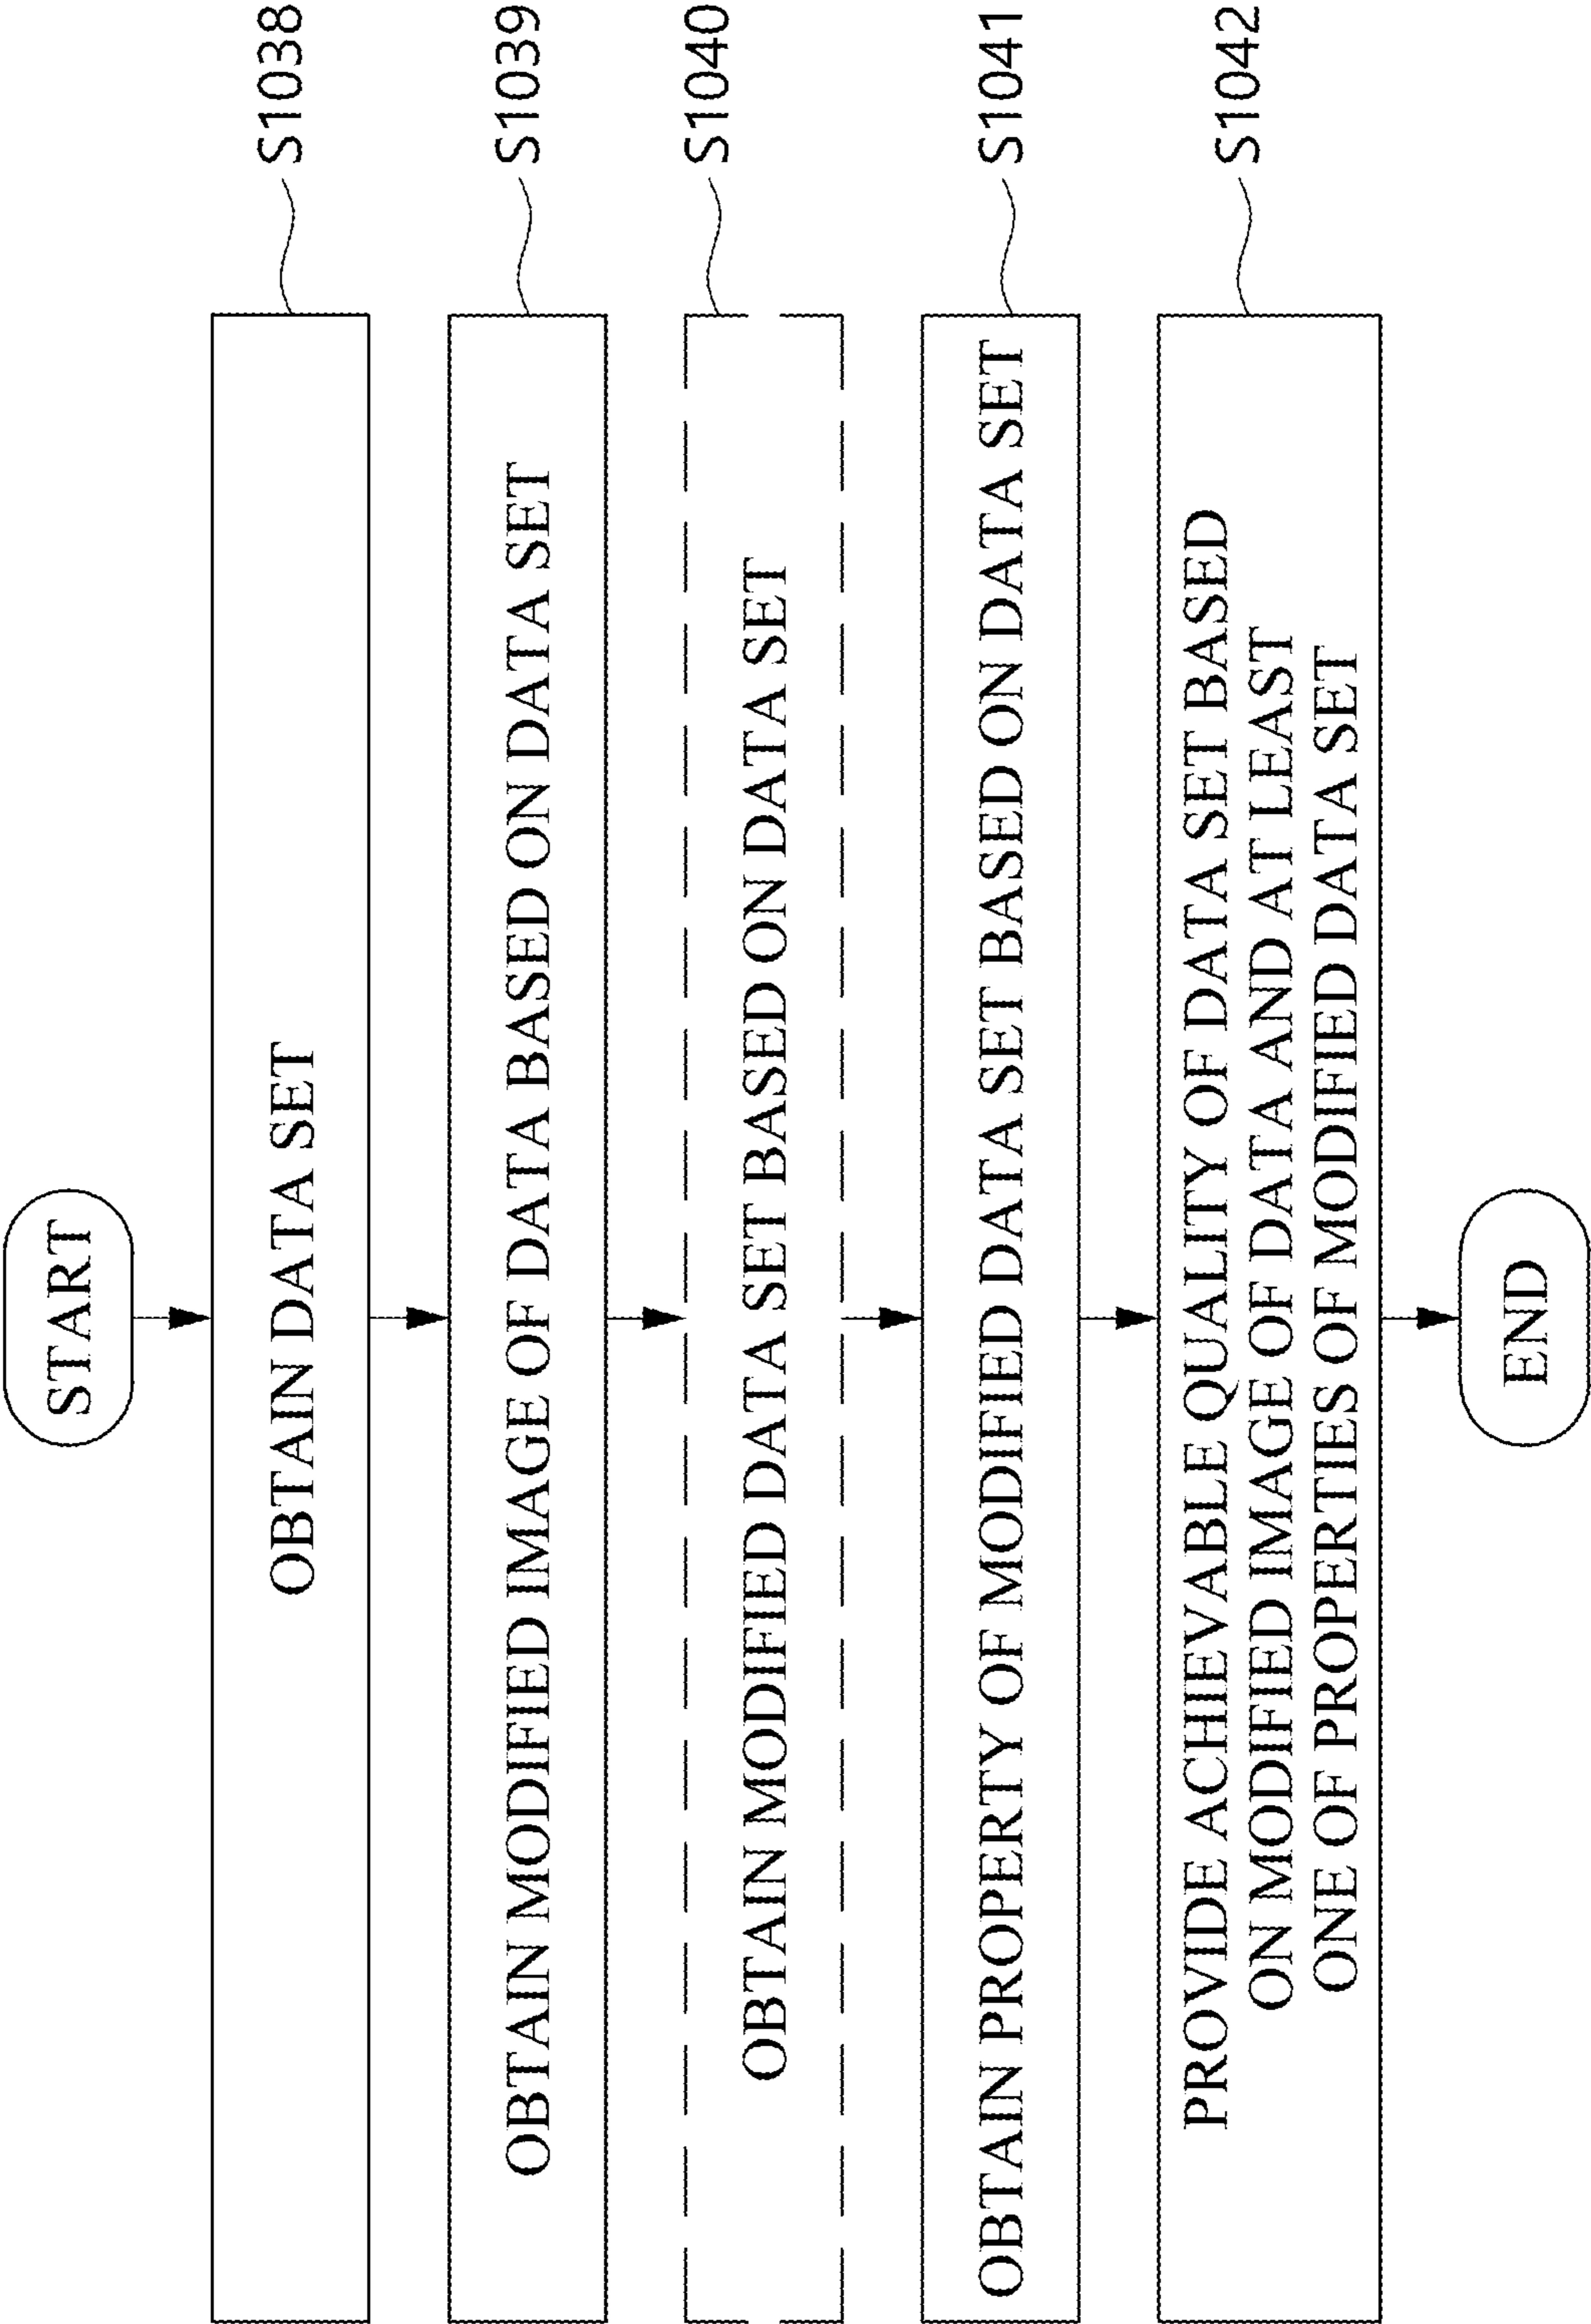 START
OBTAIN DATA SET
S1038
OBTAIN MODIFIED IMAGE OF DATA BASED ON DATA SET
S1039
OBTAIN MODIFIED DATA SET BASED ON DATA SET
S1040
OBTAIN PROPERTY OF MODIFIED DATA SET BASED ON DATA SET
S1041
PROVIDE ACHIEVABLE QUALITY OF DATA SET BASED
ON MODIFIED IMAGE OF DATA AND AT LEAST
ONE OF PROPERTIES OF MODIFIED DATA SET
S1042
END